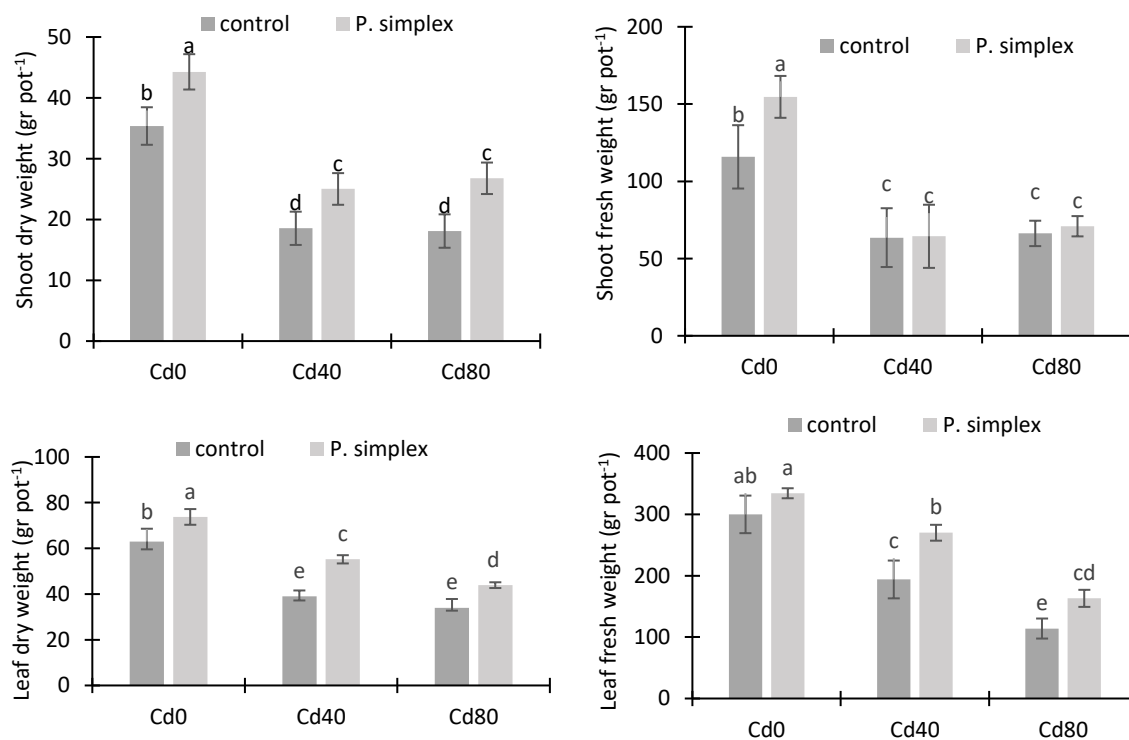 control P. simplex
Shoot dry weight (gr pot-1)
50
40
30
20
10
0
b a
d c
d c
Cd0 Cd40 Cd80
control P. simplex
Shoot fresh weight (gr pot-1)
200
150
100
50
0
b a
c c
c c
Cd0 Cd40 Cd80
control P. simplex
Leaf dry weight (gr pot-1)
100
80
60
40
20
0
b a
e c
e d
Cd0 Cd40 Cd80
control P. simplex
Leaf fresh weight (gr pot-1)
400
300
200
100
0
ab a
c b
e cd
Cd0 Cd40 Cd80